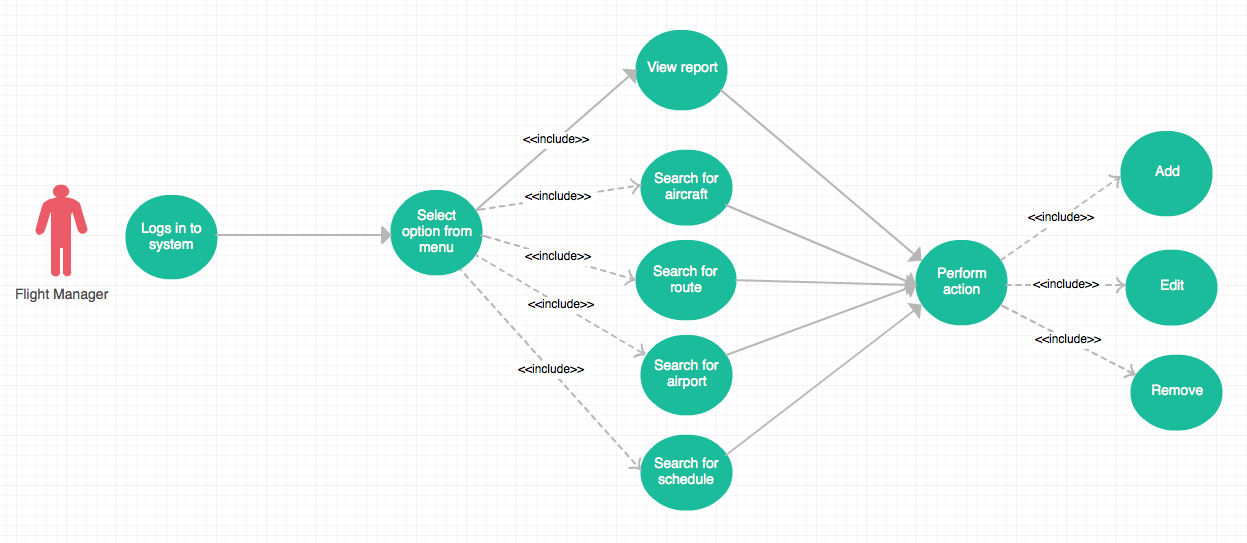 Flight Manager
Logs in to
system
Select
option from
menu
<<include>>
<<include>>
<<include>>
<<include>>
<<include>>
View report
Search for
aircraft
Search for
route
Search for
airport
Search for
schedule
Perform
action
<<include>>
<<include>>
<<include>>
Add
Edit
Remove